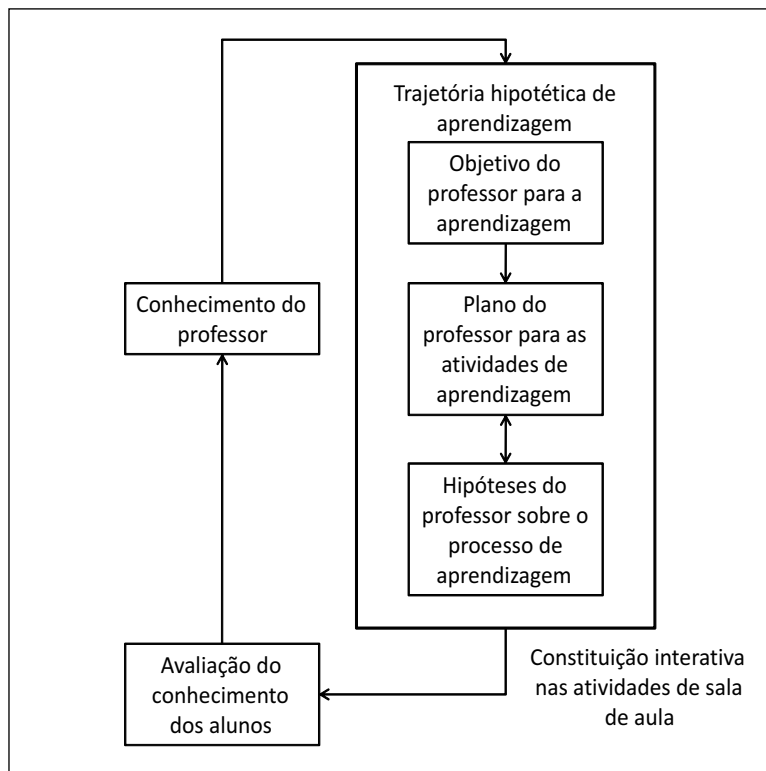 Trajetória hipotética de
aprendizagem
Objetivo do
professor para a
aprendizagem
Conhecimento do
professor
Plano do
professor para as
atividades de
aprendizagem
Hipóteses do
professor sobre o
processo de
aprendizagem
Avaliação do
conhecimento
dos alunos
Constituição interativa
nas atividades de sala
de aula